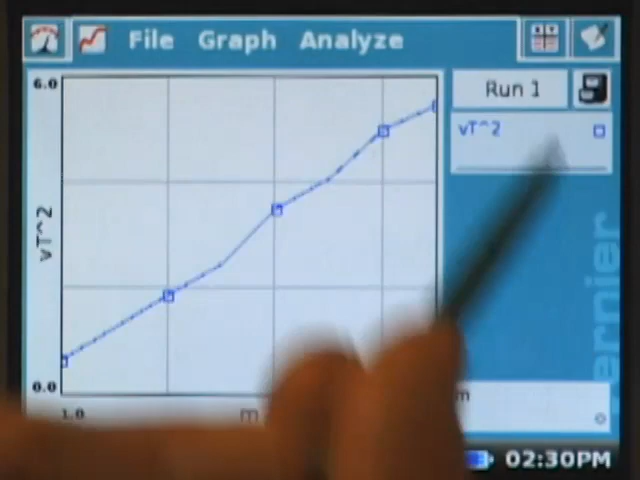 File Graph Analyze
6.0
Run 1
vT^2
vT^2
0.0
1.0
m
m
ernier
02:30PM